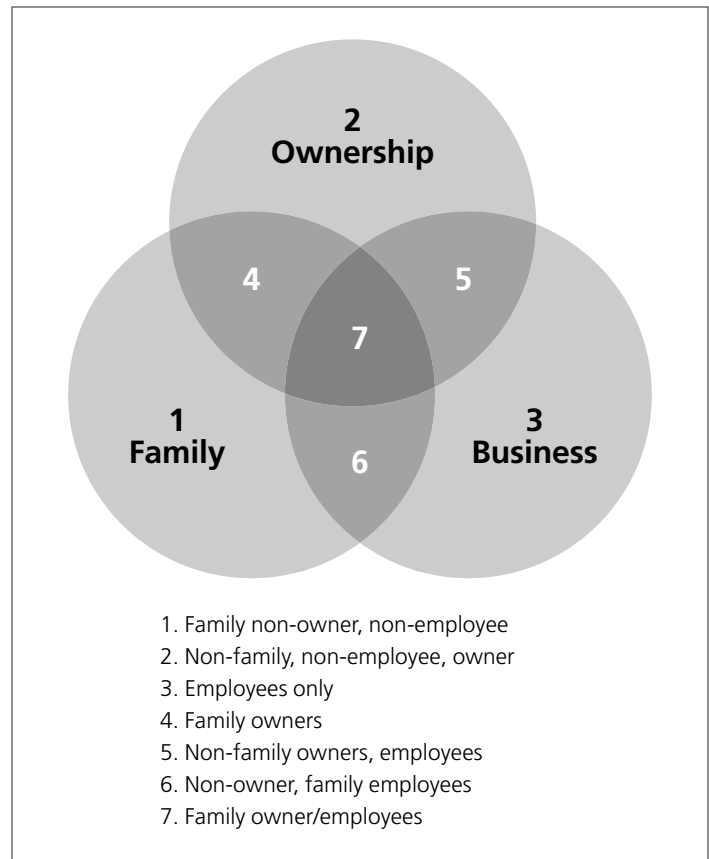 2
Ownership
4
5
7
1
Family
3
Business
6
1. Family non-owner, non-employee
2. Non-family, non-employee, owner
3. Employees only
4. Family owners
5. Non-family owners, employees
6. Non-owner, family employees
7. Family owner/employees